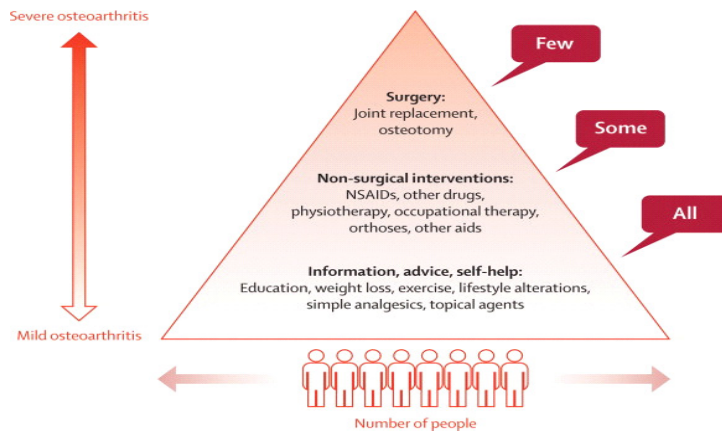 Severe osteoarthritis
Few
Surgery:
Joint replacement,
osteotomy
Some
Non-surgical interventions:
NSAIDs, other drugs,
physiotherapy, occupational therapy,
orthoses, other aids
All
Information, advice, self-help:
Education, weight loss, exercise, lifestyle alterations,
simple analgesics, topical agents
Mild osteoarthritis
Number of people